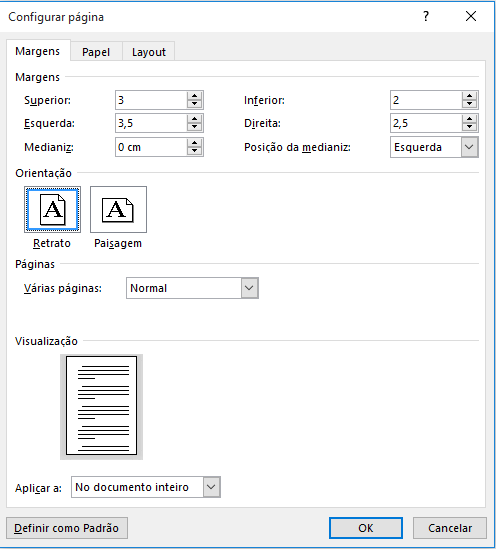 Configurar página ?
Margens Papel Layout
Margens
Superior: 3 Inferior: 2
Esquerda: 3,5 Direita: 2,5
Medianiz: 0 cm Posição da medianiz: Esquerda
Orientação
A A
Retrato Paisagem
Páginas
Várias páginas: Normal
Visualização
Aplicar a: No documento inteiro
Definir como Padrão OK Cancelar